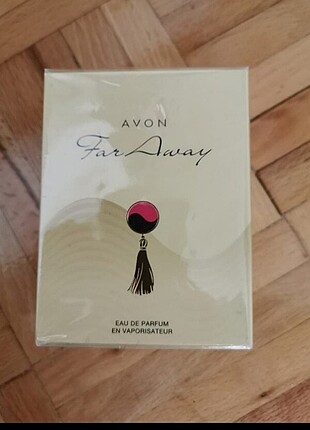 AVON
Far Away
EAU DE PARFUM
EN VAPORISATEUR